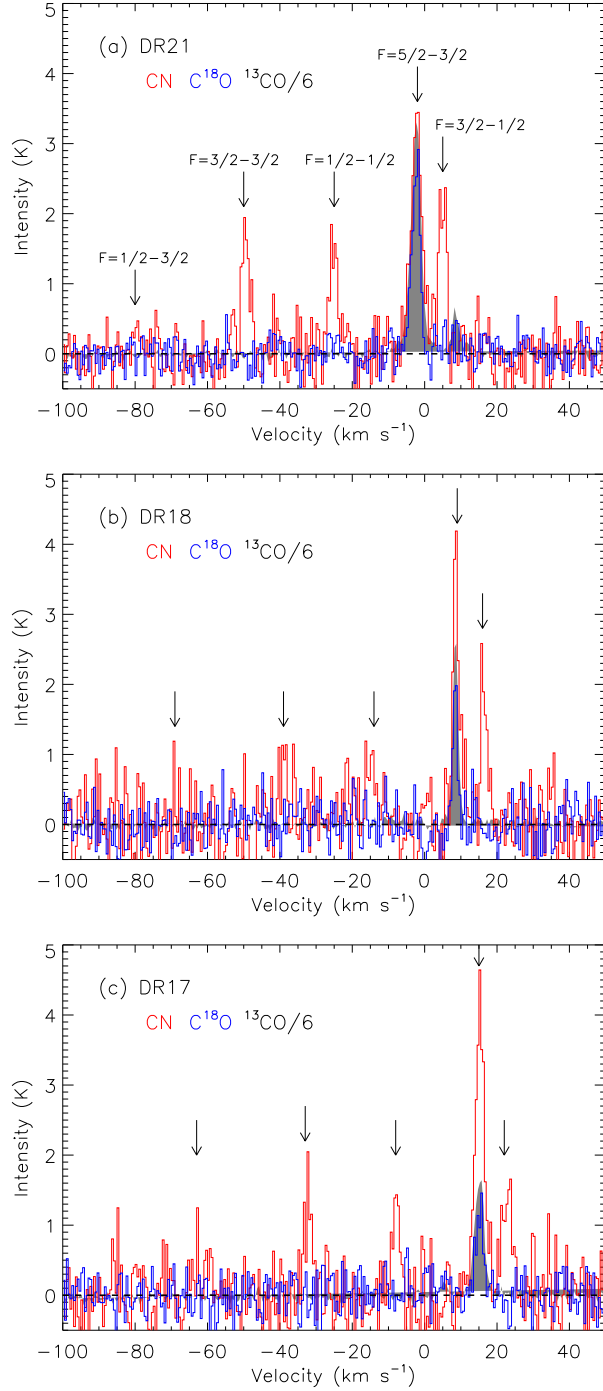 (a) DR21
CN C¹⁸O ¹³CO/6
F=5/2−3/2
F=3/2−1/2
F=3/2−3/2
F=1/2−1/2
F=1/2−3/2
Intensity (K)
5
4
3
2
1
0
−100 −80 −60 −40 −20 0 20 40
Velocity (km s⁻¹)
(b) DR18
CN C¹⁸O ¹³CO/6
Intensity (K)
5
4
3
2
1
0
−100 −80 −60 −40 −20 0 20 40
Velocity (km s⁻¹)
(c) DR17
CN C¹⁸O ¹³CO/6
Intensity (K)
5
4
3
2
1
0
−100 −80 −60 −40 −20 0 20 40
Velocity (km s⁻¹)